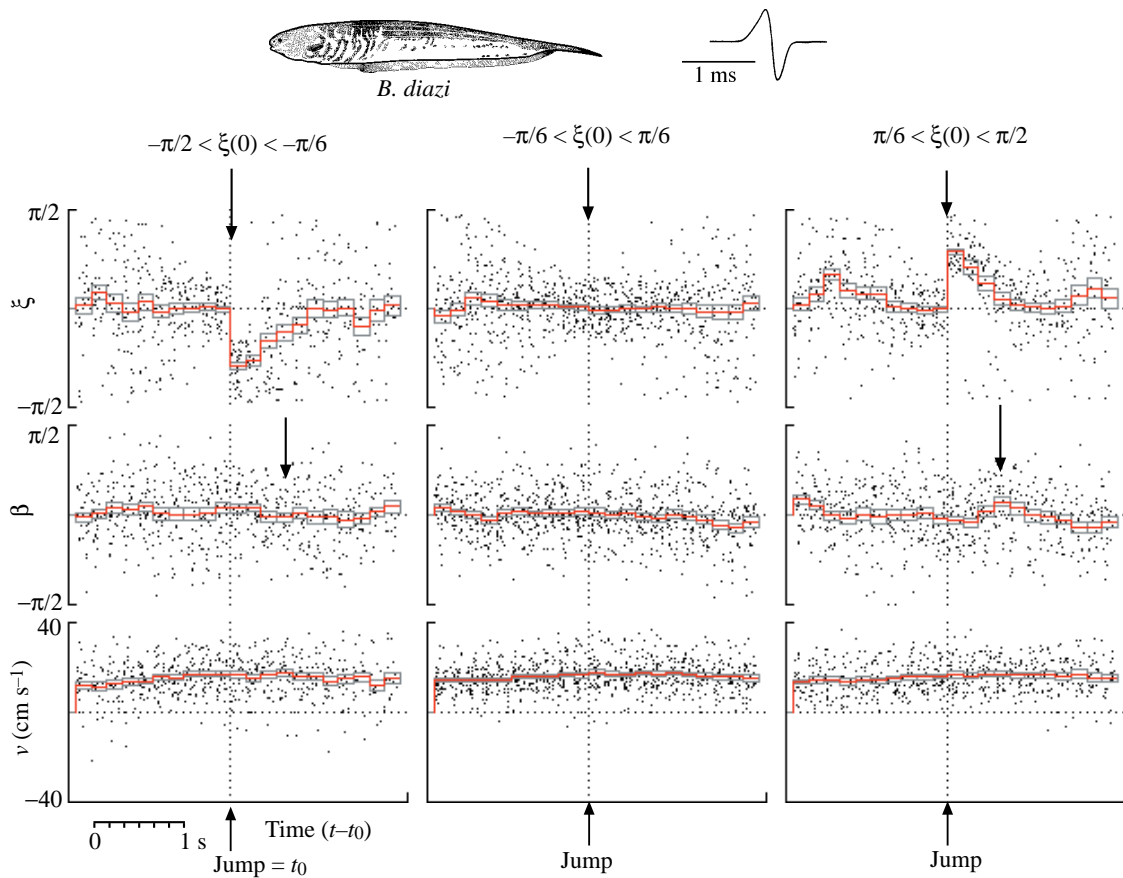 B. diazi
1 ms
–π/2 < ξ(0) < –π/6
–π/6 < ξ(0) < π/6
π/6 < ξ(0) < π/2
π/2
ξ
–π/2
π/2
β
–π/2
40
v (cm s⁻¹)
–40
0 1 s
Time (t–t₀)
Jump = t₀
Jump
Jump